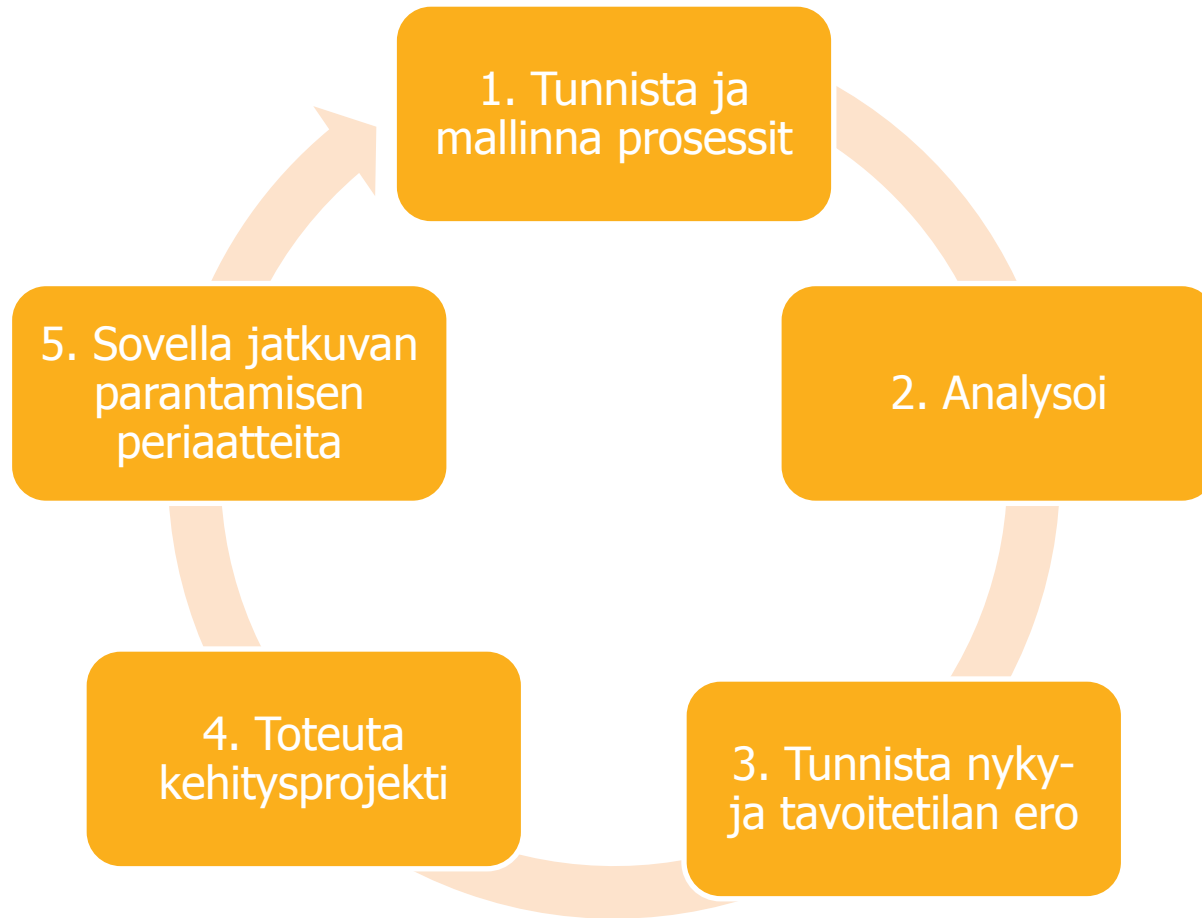 1. Tunnista ja
mallinna prosessit
2. Analysoi
3. Tunnista nyky-
ja tavoitetilan ero
4. Toteuta
kehitysprojekti
5. Sovella jatkuvan
parantamisen
periaatteita